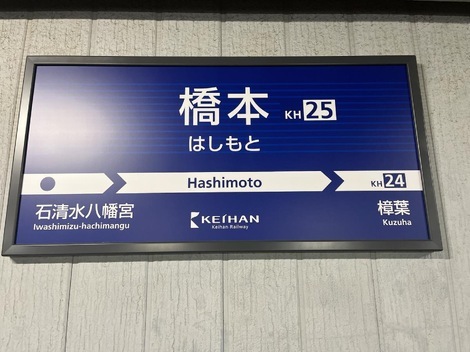 橋本 KH 25
はしもと
Hashimoto
KH 24
石清水八幡宮
Iwashimizu-hachimangu
KEIHAN
Keihan Railway
樟葉
Kuzuha